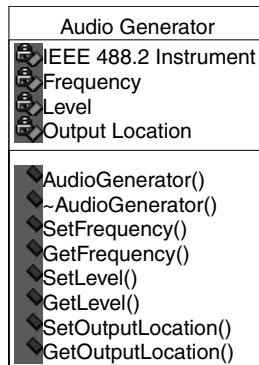 Audio Generator
IEEE 488.2 Instrument
Frequency
Level
Output Location
AudioGenerator()
~AudioGenerator()
SetFrequency()
GetFrequency()
SetLevel()
GetLevel()
SetOutputLocation()
GetOutputLocation()